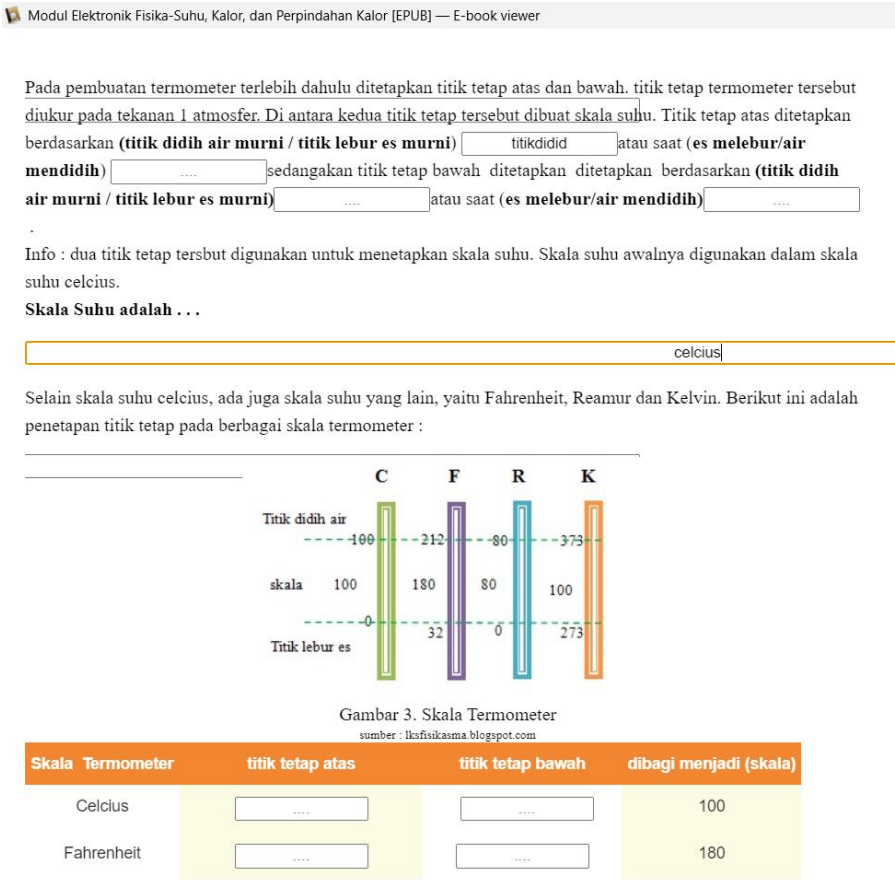 Modul Elektronik Fisika-Suhu, Kalor, dan Perpindahan Kalor [EPUB] — E-book viewer
Pada pembuatan termometer terlebih dahulu ditetapkan titik tetap atas dan bawah. titik tetap termometer tersebut
diukur pada tekanan 1 atmosfer. Di antara kedua titik tetap tersebut dibuat skala suhu. Titik tetap atas ditetapkan
berdasarkan (titik didih air murni / titik lebur es murni) titikdidid atau saat (es melebur/air
mendidih) .... sedangakan titik tetap bawah ditetapkan ditetapkan berdasarkan (titik didih
air murni / titik lebur es murni) .... atau saat (es melebur/air mendidih) ....
.
Info : dua titik tetap tersbut digunakan untuk menetapkan skala suhu. Skala suhu awalnya digunakan dalam skala
suhu celcius.
Skala Suhu adalah . . .
celcius
Selain skala suhu celcius, ada juga skala suhu yang lain, yaitu Fahrenheit, Reamur dan Kelvin. Berikut ini adalah
penetapan titik tetap pada berbagai skala termometer :
C F R K
Titik didih air
100 212 80 373
skala 100 180 80 100
0 32 0 273
Titik lebur es
Gambar 3. Skala Termometer
sumber : lksfisikasma.blogspot.com
Skala Termometer titik tetap atas titik tetap bawah dibagi menjadi (skala)
Celcius .... .... 100
Fahrenheit .... .... 180